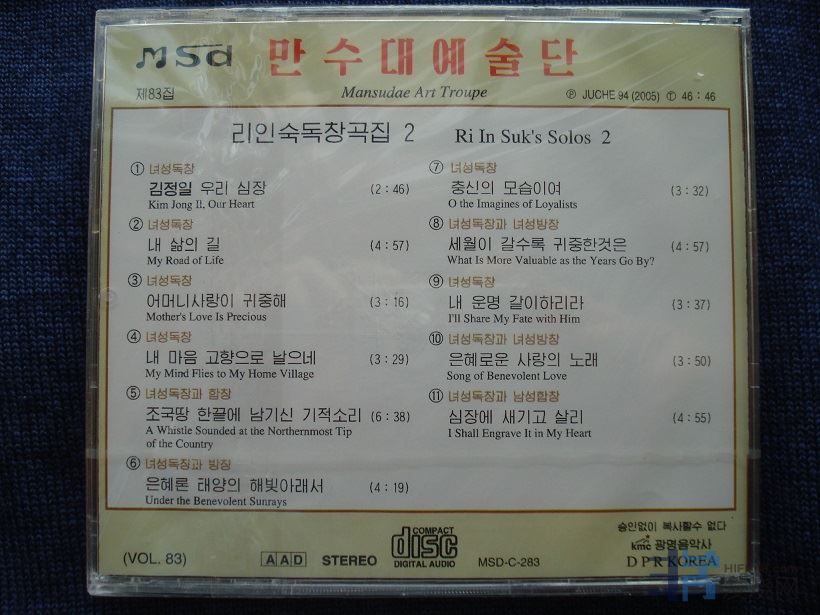 MSd 만수대예술단
제83집 Mansudae Art Troupe Ⓟ JUCHE 94 (2005) Ⓣ 46 : 46
리인숙독창곡집 2 Ri In Suk's Solos 2
① 녀성독창
김정일 우리 심장 (2 : 46)
Kim Jong Il, Our Heart
② 녀성독창
내 삶의 길 (4 : 57)
My Road of Life
③ 녀성독창
어머니사랑이 귀중해 (3 : 16)
Mother's Love Is Precious
④ 녀성독창
내 마음 고향으로 날으네 (3 : 29)
My Mind Flies to My Home Village
⑤ 녀성독창과 합창
조국땅 한끝에 남기신 기적소리 (6 : 38)
A Whistle Sounded at the Northernmost Tip
of the Country
⑥ 녀성독창과 방창
은혜론 태양의 해빛아래서 (4 : 19)
Under the Benevolent Sunrays
⑦ 녀성독창
충신의 모습이여 (3 : 32)
O the Imagines of Loyalists
⑧ 녀성독창과 녀성방창
세월이 갈수록 귀중한것은 (4 : 57)
What Is More Valuable as the Years Go By?
⑨ 녀성독창
내 운명 같이하리라 (3 : 37)
I'll Share My Fate with Him
⑩ 녀성독창과 녀성방창
은혜로운 사랑의 노래 (3 : 50)
Song of Benevolent Love
⑪ 녀성독창과 남성합창
심장에 새기고 살리 (4 : 55)
I Shall Engrave It in My Heart
(VOL. 83) AAD STEREO COMPACT disc DIGITAL AUDIO MSD-C-283
승인없이 복사할수 없다
kmc 광명음악사
D P R KOREA